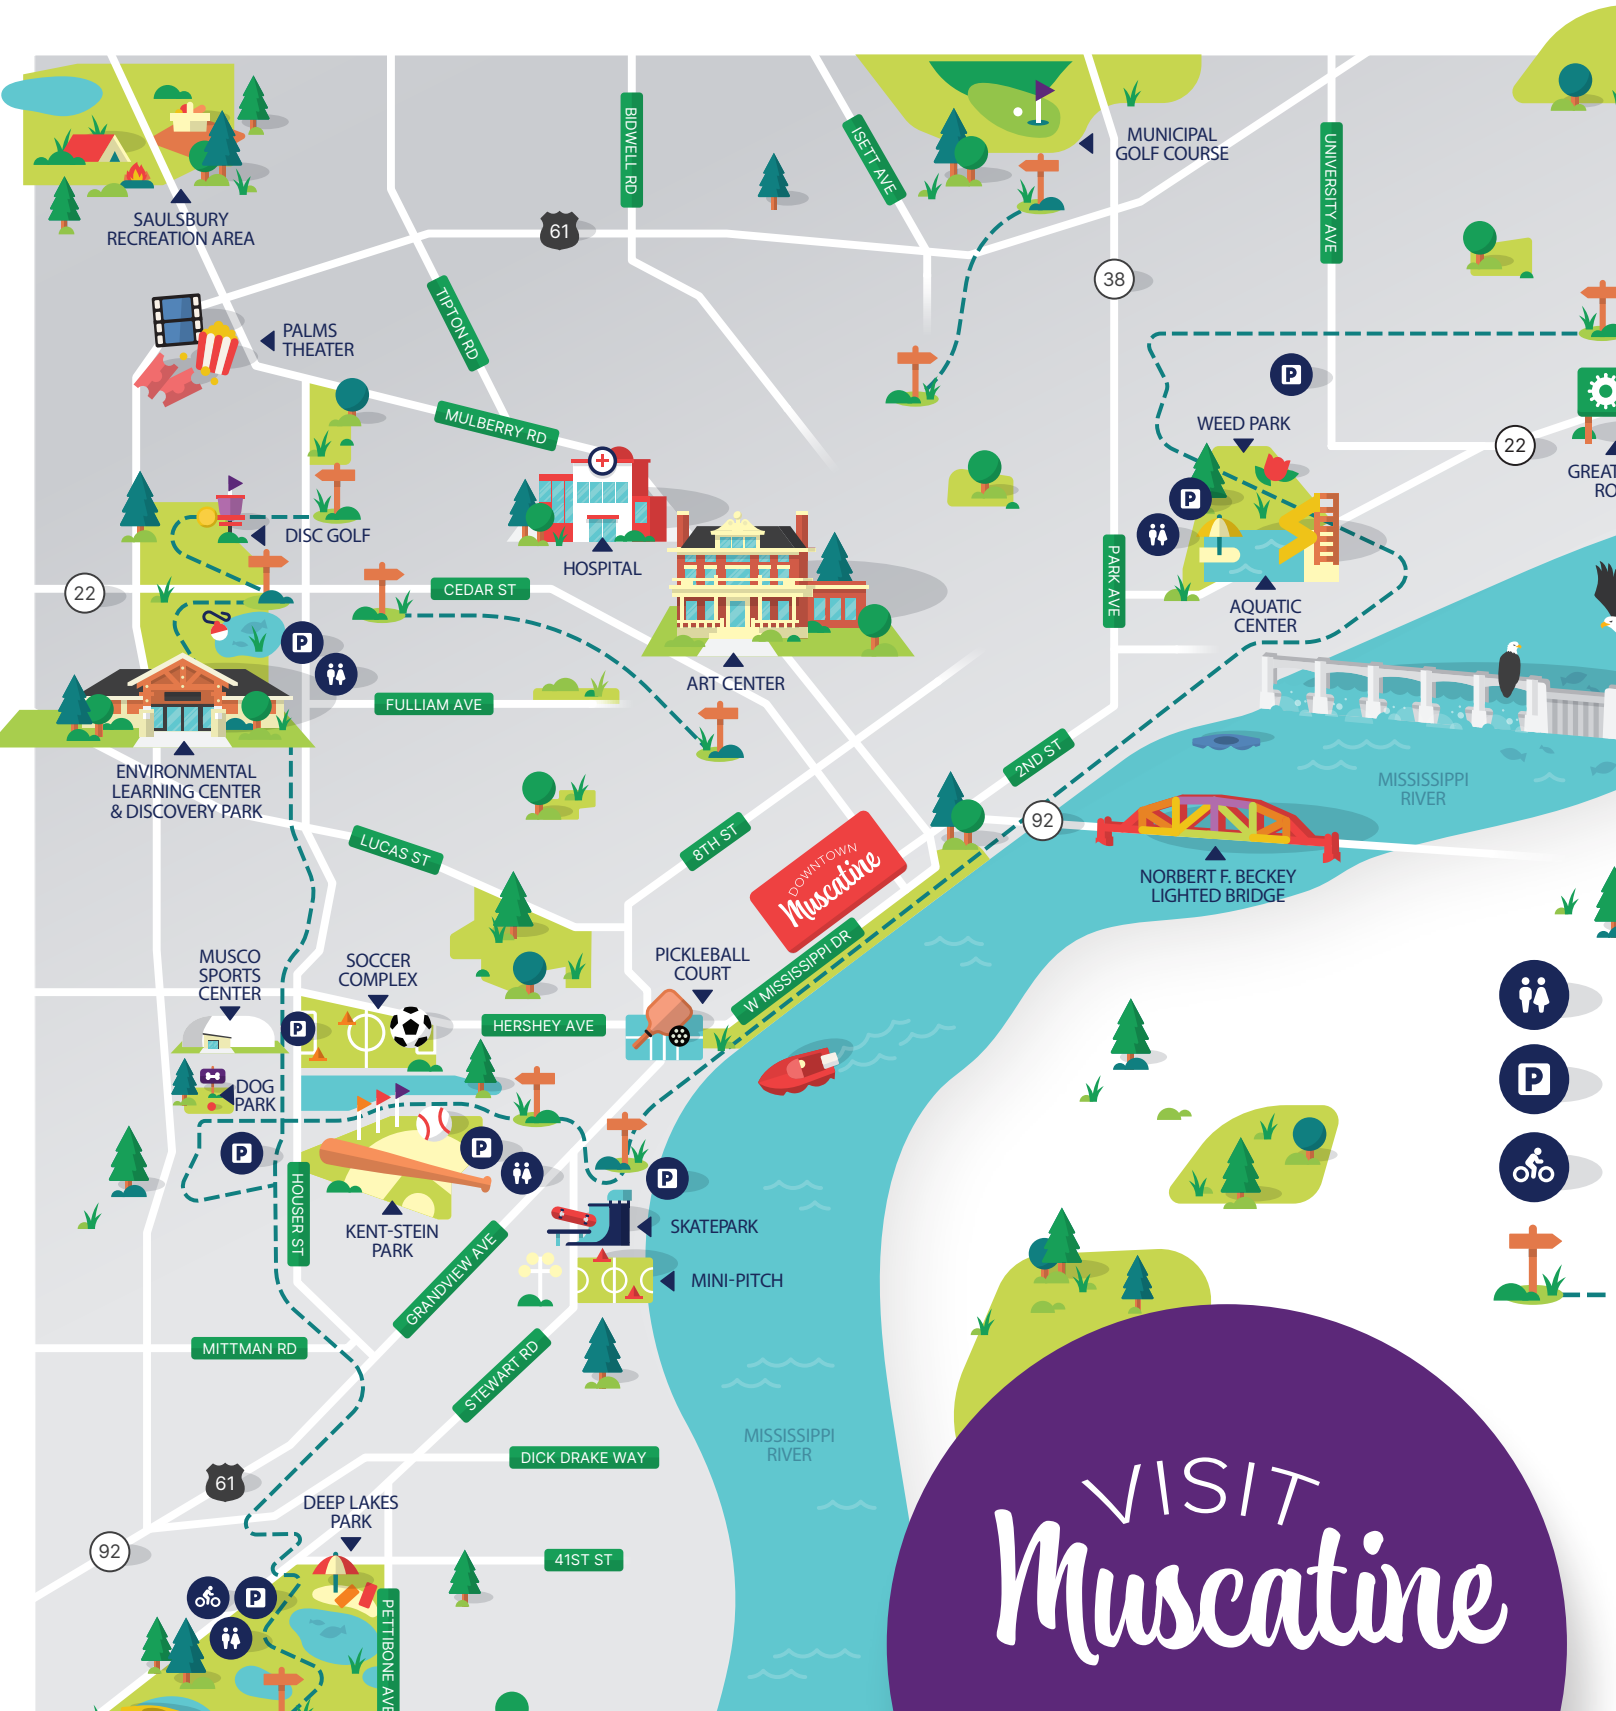 BIDWELL RD
ISETT AVE
MUNICIPAL
GOLF COURSE
UNIVERSITY AVE
SAULSBURY
RECREATION AREA
61
38
TIPTON RD
PALMS
THEATER
P
MULBERRY RD
WEED PARK
22
GREAT
RO
P
DISC GOLF
HOSPITAL
22
CEDAR ST
PARK AVE
AQUATIC
CENTER
P
ART CENTER
FULLIAM AVE
2ND ST
ENVIRONMENTAL
LEARNING CENTER
& DISCOVERY PARK
MISSISSIPPI
RIVER
92
LUCAS ST
8TH ST
DOWNTOWN
Muscatine
NORBERT F. BECKEY
LIGHTED BRIDGE
W MISSISSIPPI DR
MUSCO
SPORTS
CENTER
SOCCER
COMPLEX
PICKLEBALL
COURT
P
HERSHEY AVE
DOG
PARK
P
P
P
P
HOUSER ST
KENT-STEIN
PARK
SKATEPARK
GRANDVIEW AVE
MINI-PITCH
MITTMAN RD
STEWART RD
MISSISSIPPI
RIVER
DICK DRAKE WAY
61
DEEP LAKES
PARK
92
41ST ST
P
PETTIBONE AVE
VISIT
Muscatine